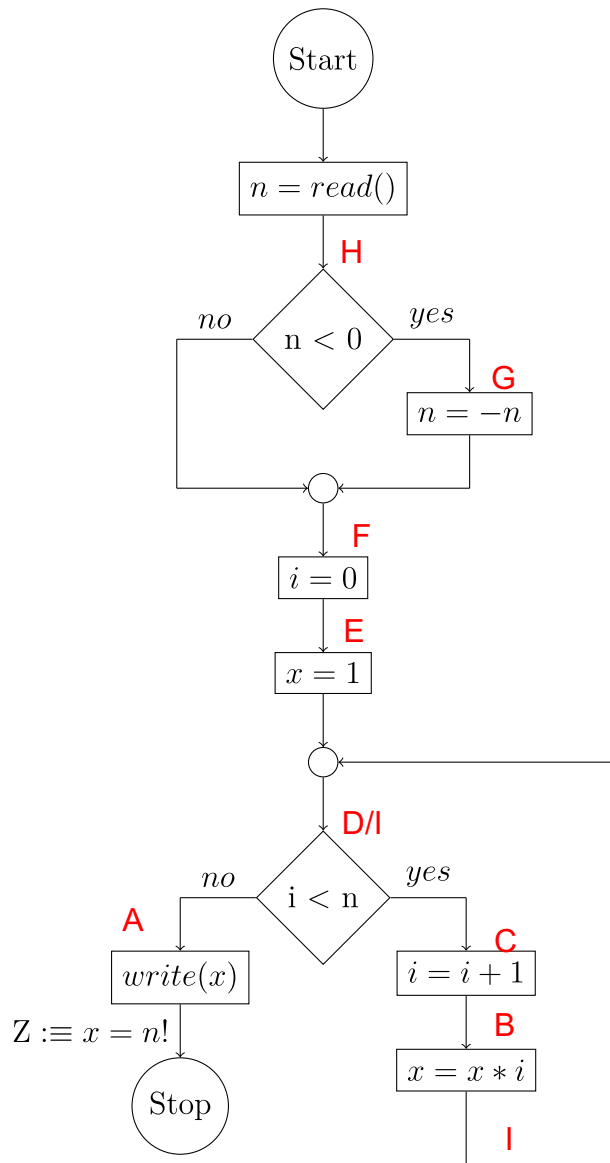 Start
n = read()
H
no
yes
n < 0
G
n = −n
F
i = 0
E
x = 1
D/I
no
yes
i < n
A
C
write(x)
i = i + 1
Z :≡ x = n!
B
x = x ∗ i
Stop
I